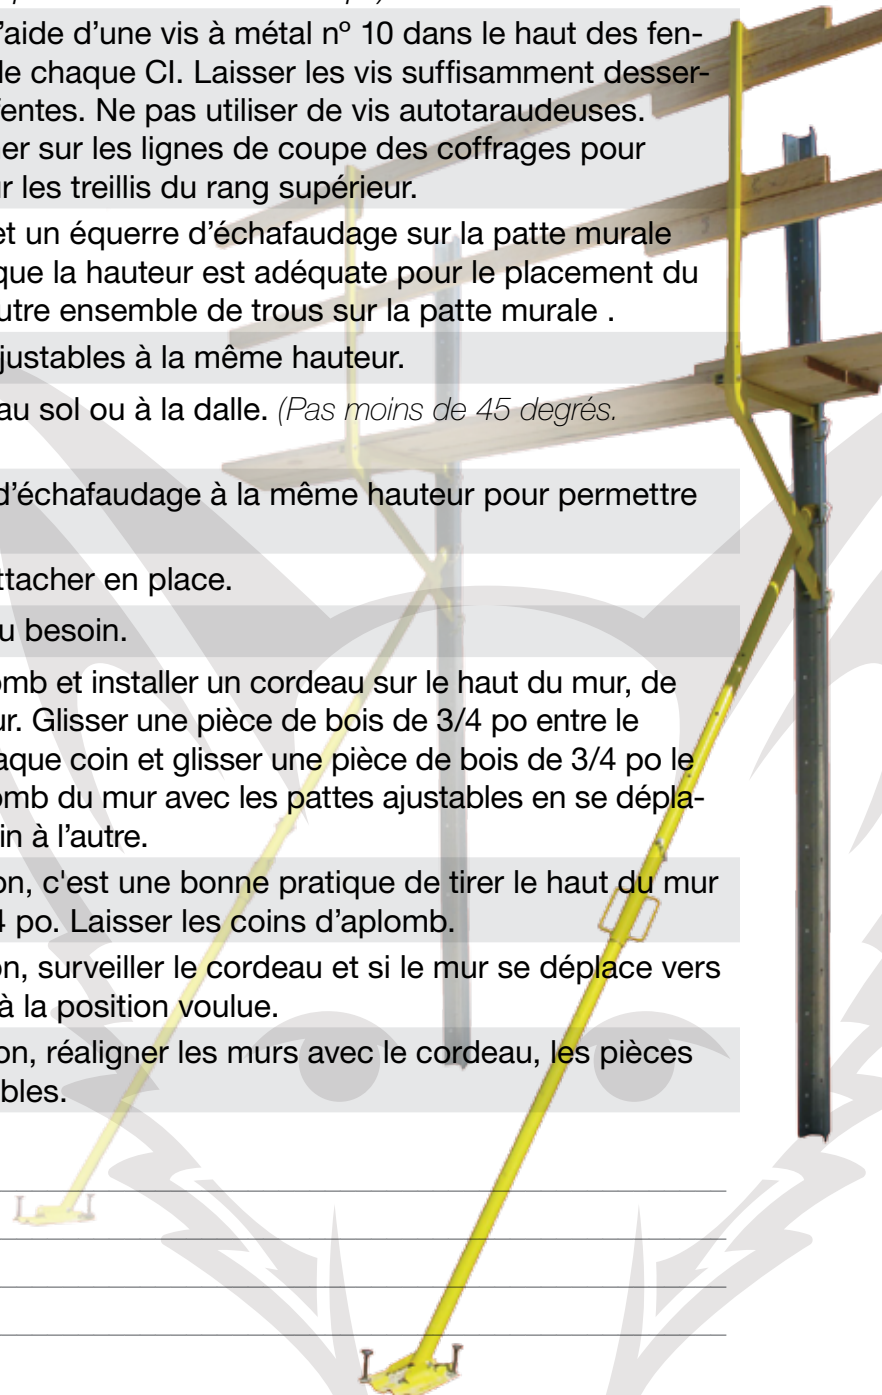 ’aide d’une vis à métal nº 10 dans le haut des fen-
le chaque CI. Laisser les vis suffisamment desser-
fentes. Ne pas utiliser de vis autotaraudeuses.
er sur les lignes de coupe des coffrages pour
r les treillis du rang supérieur.
et un équerre d’échafaudage sur la patte murale
que la hauteur est adéquate pour le placement du
utre ensemble de trous sur la patte murale .
justables à la même hauteur.
au sol ou à la dalle. (Pas moins de 45 degrés.
d’échafaudage à la même hauteur pour permettre
ttacher en place.
u besoin.
omb et installer un cordeau sur le haut du mur, de
ur. Glisser une pièce de bois de 3/4 po entre le
aque coin et glisser une pièce de bois de 3/4 po le
omb du mur avec les pattes ajustables en se dépla-
in à l’autre.
on, c'est une bonne pratique de tirer le haut du mur
4 po. Laisser les coins d’aplomb.
on, surveiller le cordeau et si le mur se déplace vers
à la position voulue.
on, réaligner les murs avec le cordeau, les pièces
bles.